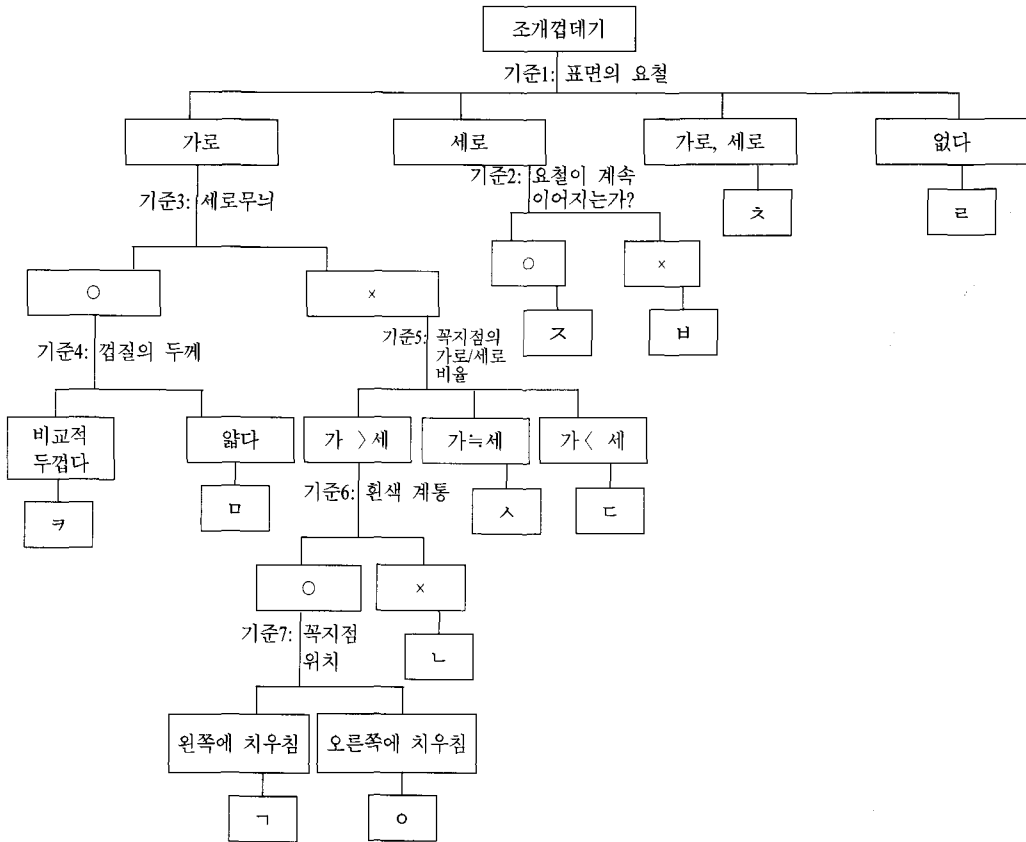 조개껍데기
기준1: 표면의 요철
가로
세로
가로, 세로
없다
기준3: 세로무늬
기준2: 요철이 계속
이어지는가?
ㅊ
ㄹ
○
×
○
×
ㅈ
ㅂ
기준4: 껍질의 두께
기준5: 꼭지점의
가로/세로
비율
비교적
두껍다
얇다
가 〉세
가≒세
가〈 세
ㅋ
ㅁ
기준6: 흰색 계통
ㅅ
ㄷ
○
×
기준7: 꼭지점
위치
ㄴ
왼쪽에 치우침
오른쪽에 치우침
ㄱ
ㅇ